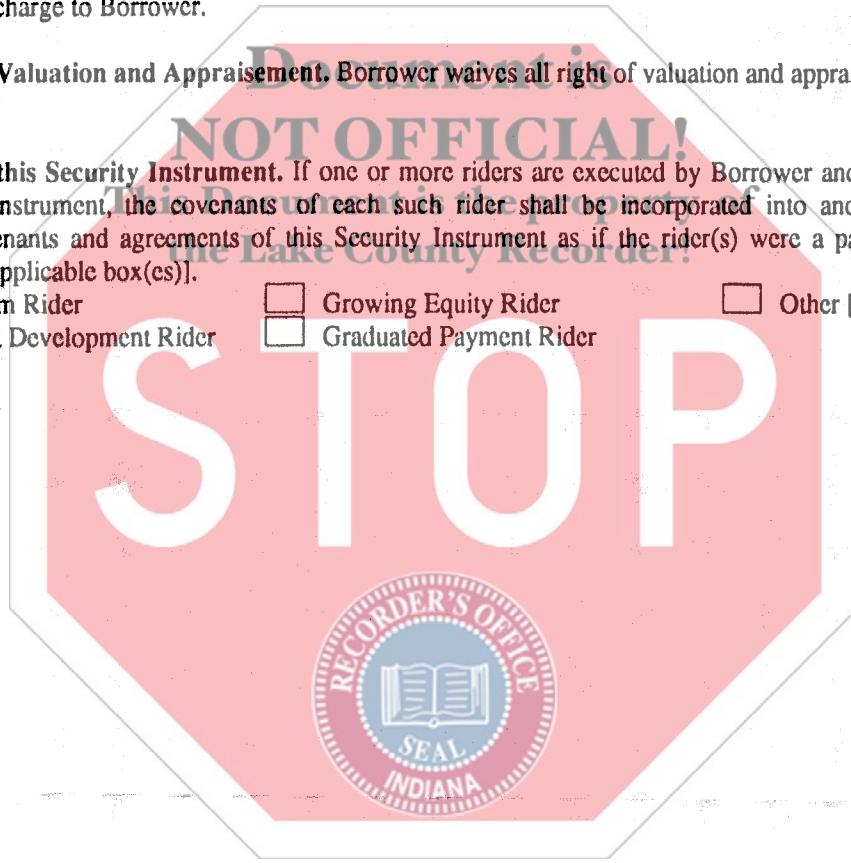 charge to Borrower.
Valuation and Appraisement. Borrower waives all right of valuation and apprai
Document is
NOT OFFICIAL!
This Document is the property of
the Lake County Recorder!
this Security Instrument. If one or more riders are executed by Borrower and
nstrument, the covenants of each such rider shall be incorporated into and
enants and agreements of this Security Instrument as if the rider(s) were a pa
pplicable box(es)].
m Rider Growing Equity Rider Other [
Development Rider Graduated Payment Rider
STOP
RECORDER'S OFFICE
SEAL
INDIANA